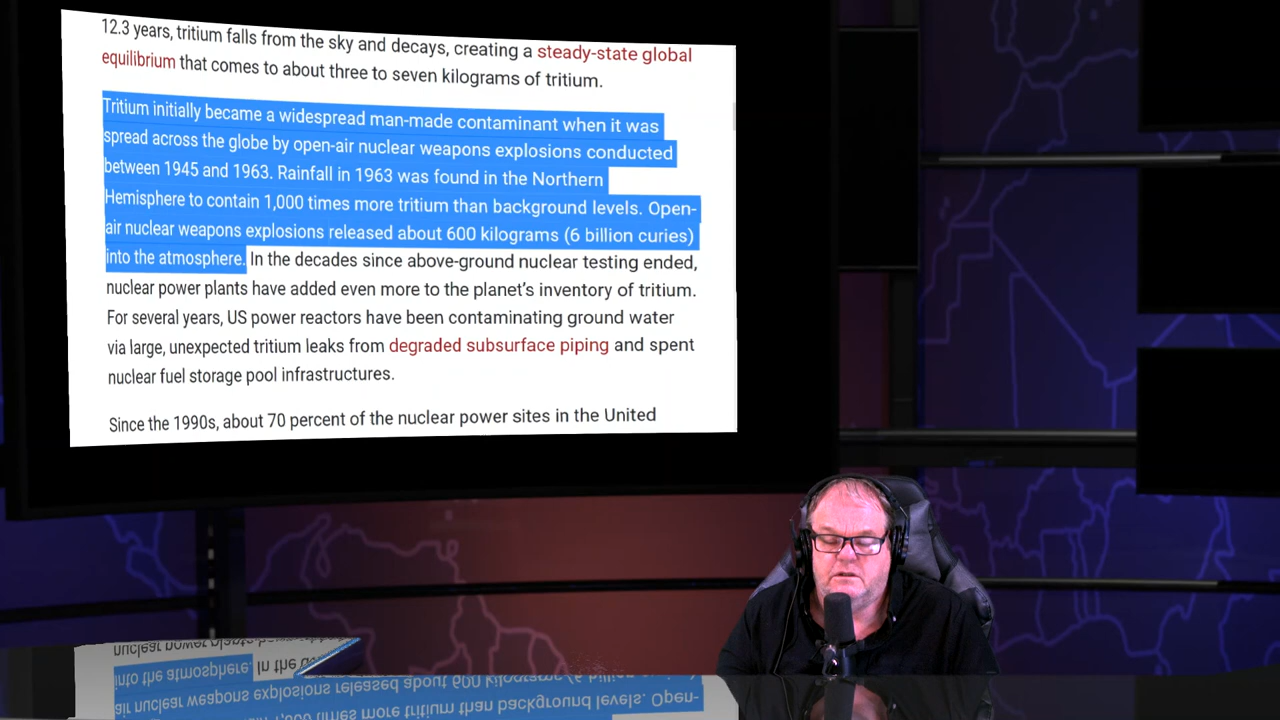 12.3 years, tritium falls from the sky and decays, creating a steady-state global
equilibrium that comes to about three to seven kilograms of tritium.
Tritium initially became a widespread man-made contaminant when it was
spread across the globe by open-air nuclear weapons explosions conducted
between 1945 and 1963. Rainfall in 1963 was found in the Northern
Hemisphere to contain 1,000 times more tritium than background levels. Open-
air nuclear weapons explosions released about 600 kilograms (6 billion curies)
into the atmosphere. In the decades since above-ground nuclear testing ended,
nuclear power plants have added even more to the planet's inventory of tritium.
For several years, US power reactors have been contaminating ground water
via large, unexpected tritium leaks from degraded subsurface piping and spent
nuclear fuel storage pool infrastructures.
Since the 1990s, about 70 percent of the nuclear power sites in the United